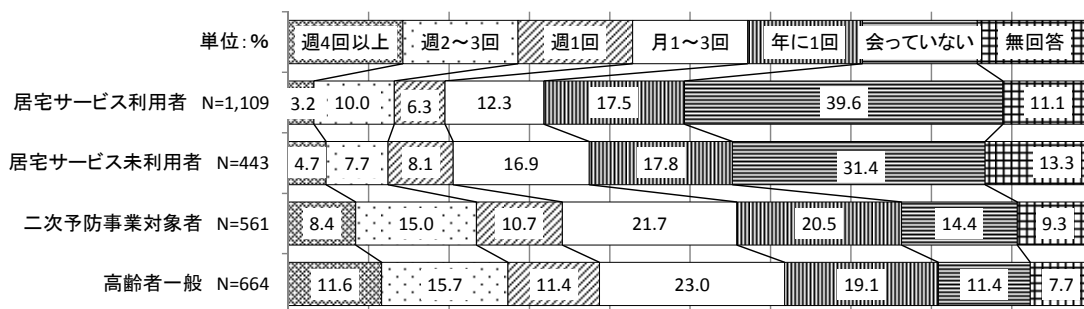 単位:% 週4回以上 週2～3回 週1回 月1～3回 年に1回 会っていない 無回答
居宅サービス利用者 N=1,109 3.2 10.0 6.3 12.3 17.5 39.6 11.1
居宅サービス未利用者 N=443 4.7 7.7 8.1 16.9 17.8 31.4 13.3
二次予防事業対象者 N=561 8.4 15.0 10.7 21.7 20.5 14.4 9.3
高齢者一般 N=664 11.6 15.7 11.4 23.0 19.1 11.4 7.7